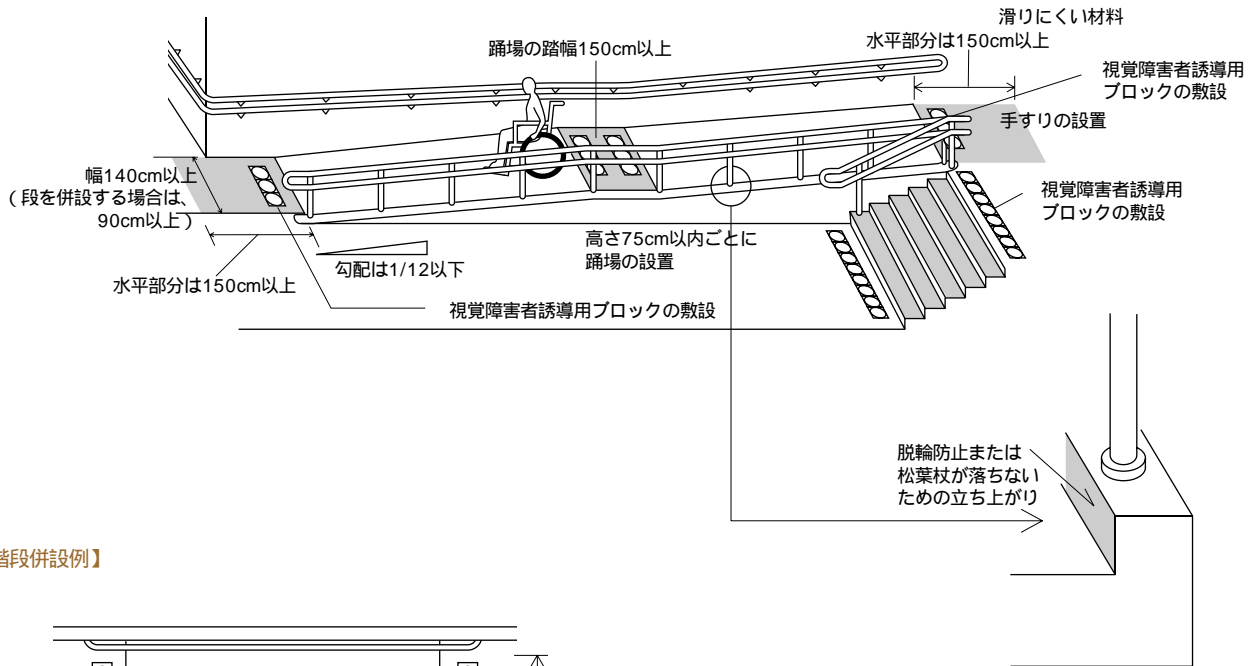 滑りにくい材料
水平部分は150cm以上
踊場の踏幅150cm以上
視覚障害者誘導用
ブロックの敷設
手すりの設置
幅140cm以上
（段を併設する場合は、
90cm以上）
視覚障害者誘導用
ブロックの敷設
高さ75cm以内ごとに
踊場の設置
勾配は1/12以下
水平部分は150cm以上
視覚障害者誘導用ブロックの敷設
脱輪防止または
松葉杖が落ちない
ための立ち上がり
階段併設例】